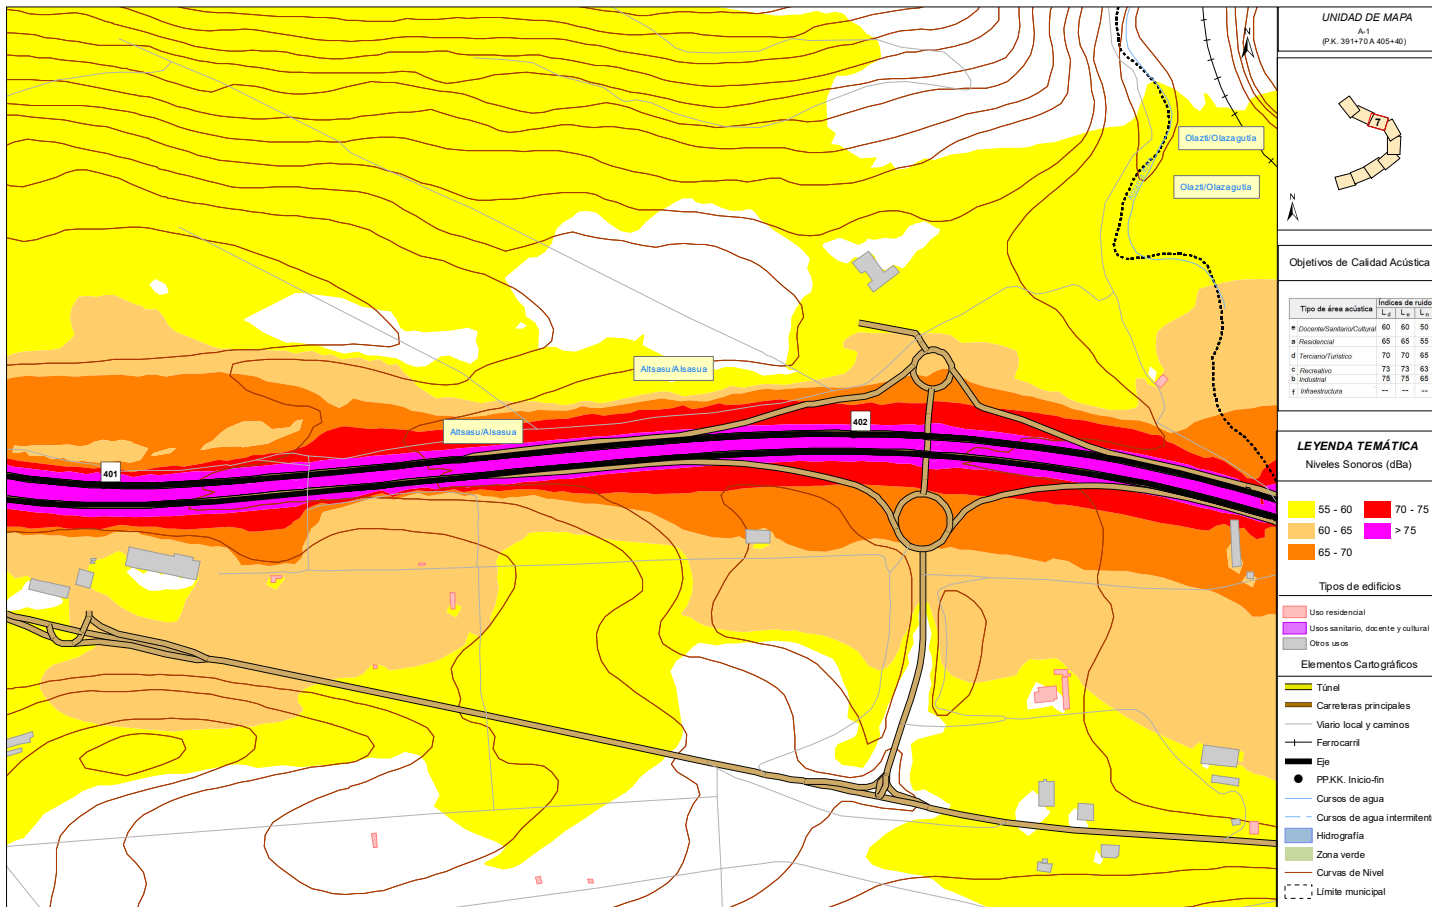 UNIDAD DE MAPA
A-1
(P.K. 391+70 A 405+40)
N
7
N
Olazti/Olazagutía
Olazti/Olazagutía
Altsasu/Alsasua
Altsasu/Alsasua
401
402
Objetivos de Calidad Acústica
Tipo de área acústica
Índices de ruido
L d L e L n
e Docente/Sanitario/Cultural 60 60 50
a Residencial 65 65 55
d Terciario/Turístico 70 70 65
c Recreativo 73 73 63
b Industrial 75 75 65
f Infraestructura -- -- --
LEYENDA TEMÁTICA
Niveles Sonoros (dBa)
55 - 60 70 - 75
60 - 65 > 75
65 - 70
Tipos de edificios
Uso residencial
Usos sanitario, docente y cultural
Otros usos
Elementos Cartográficos
Túnel
Carreteras principales
Viario local y caminos
Ferrocarril
Eje
PP.KK. Inicio-fin
Cursos de agua
Cursos de agua intermitent
Hidrografía
Zona verde
Curvas de Nivel
Límite municipal